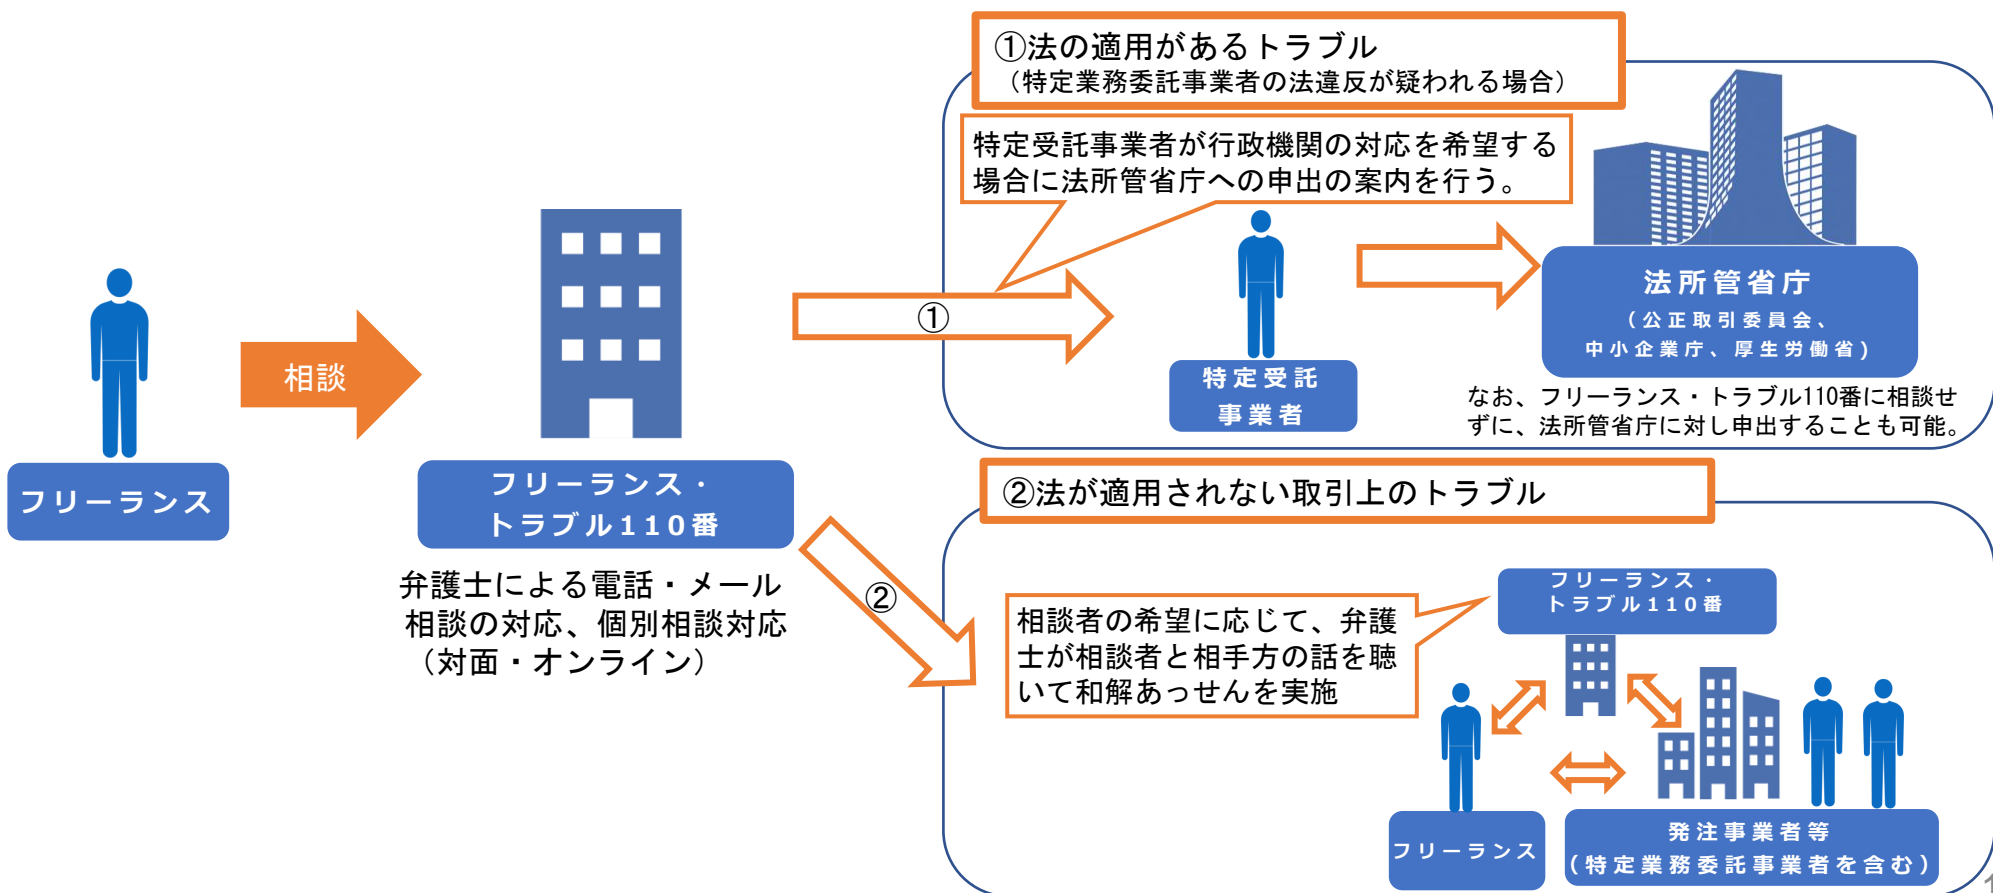 ①法の適用があるトラブル
（特定業務委託事業者の法違反が疑われる場合）
特定受託事業者が行政機関の対応を希望する
場合に法所管省庁への申出の案内を行う。
相談
①
フリーランス
フリーランス・
トラブル110番
弁護士による電話・メール
相談の対応、個別相談対応
（対面・オンライン）
特定受託
事業者
法所管省庁
（公正取引委員会、
中小企業庁、厚生労働省)
なお、フリーランス・トラブル110番に相談せ
ずに、法所管省庁に対し申出することも可能。
②
②法が適用されない取引上のトラブル
相談者の希望に応じて、弁護
士が相談者と相手方の話を聴
いて和解あっせんを実施
フリーランス・
トラブル110番
フリーランス
発注事業者等
（特定業務委託事業者を含む）